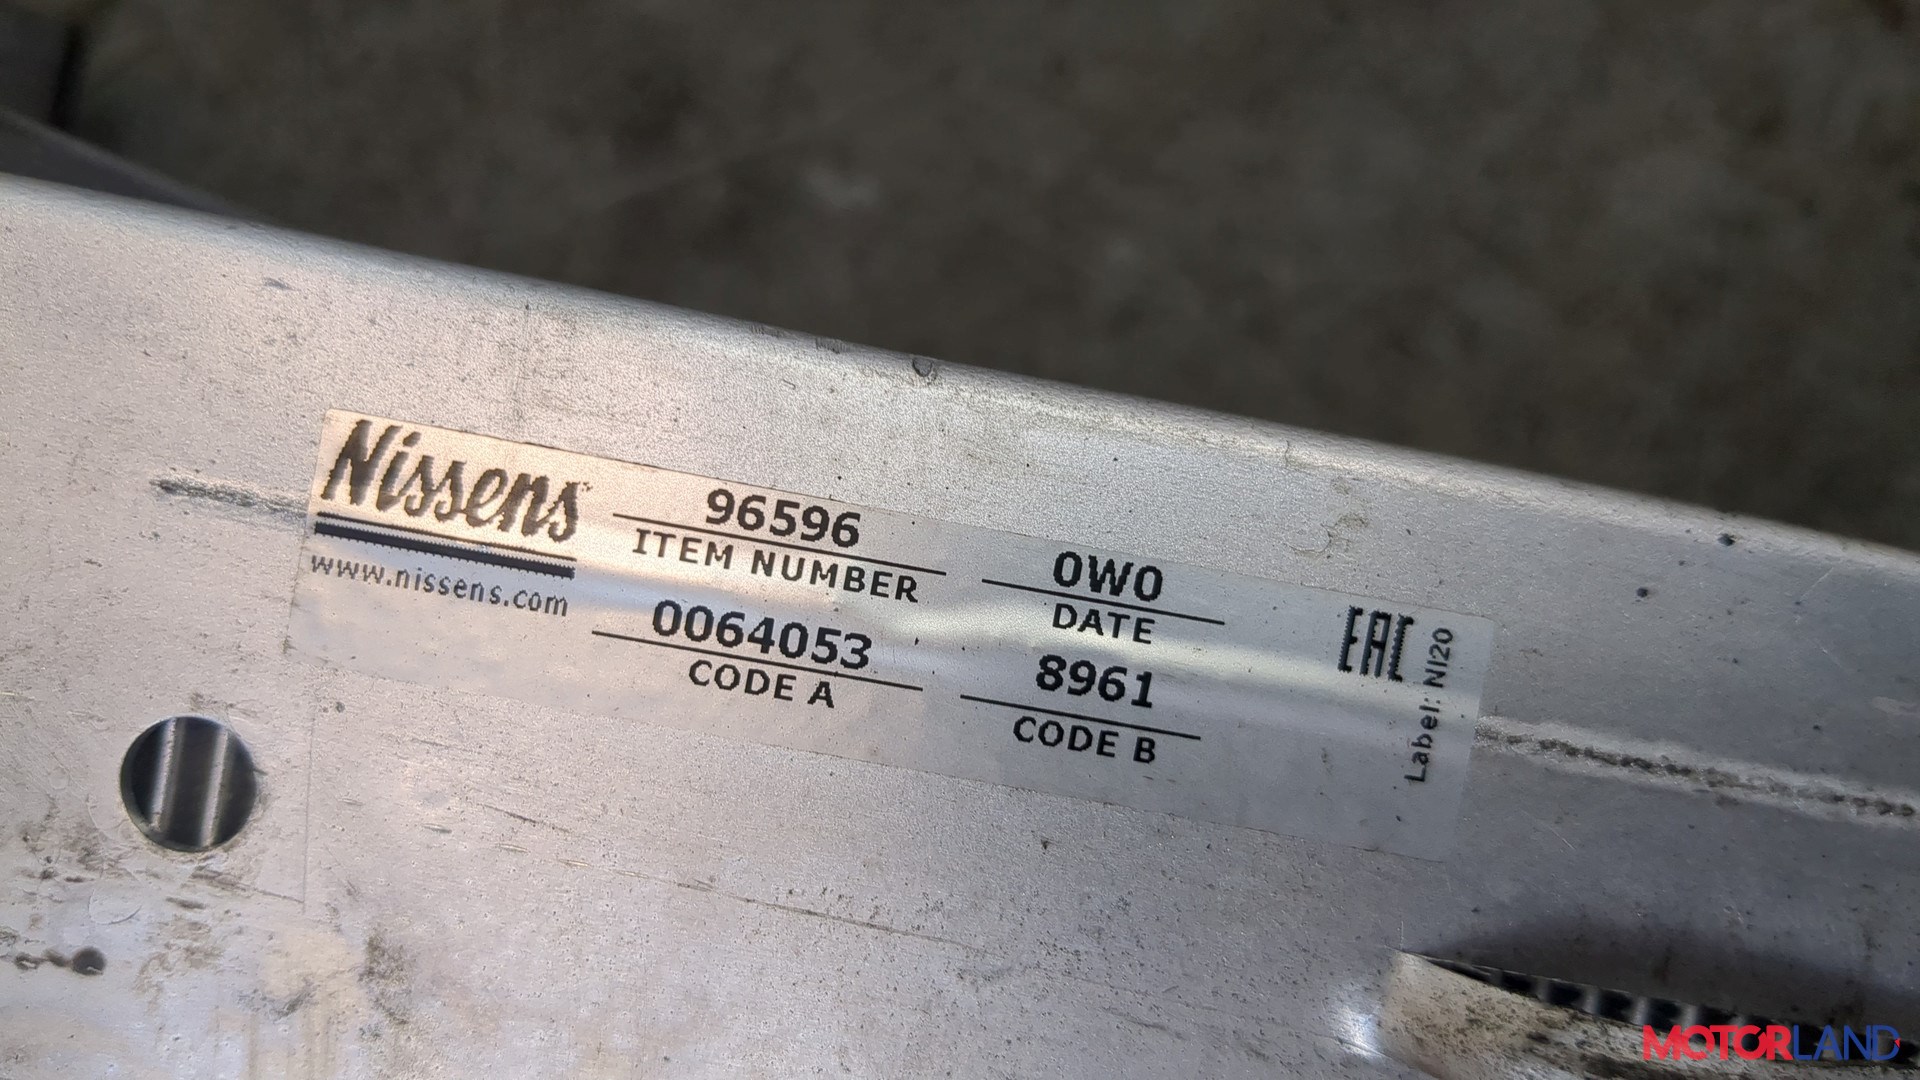 Nissens
www.nissens.com
96596
ITEM NUMBER
0W0
DATE
0064053
CODE A
8961
CODE B
EAC
Label: NI20
MOTORLAND